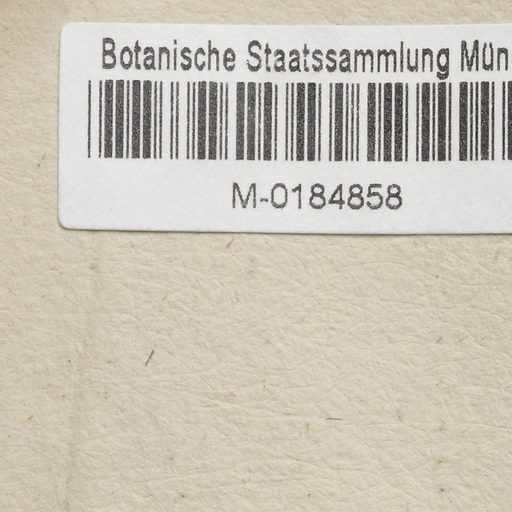 Botanische Staatssammlung Mün
M-0184858